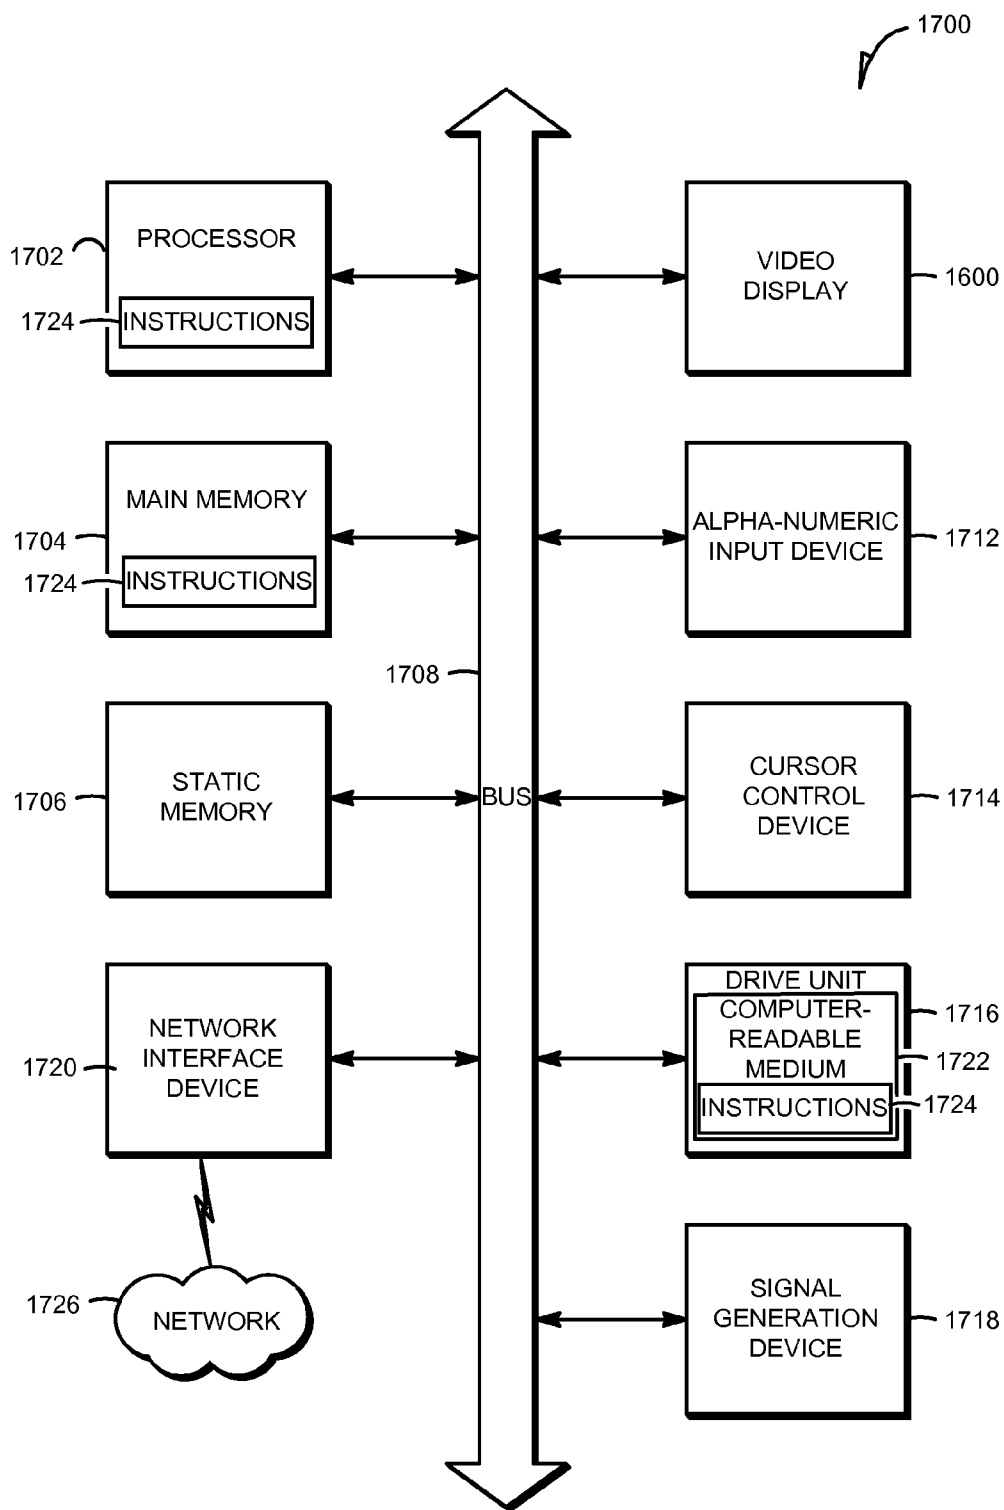 1700
PROCESSOR
1702
1724
INSTRUCTIONS
VIDEO
DISPLAY
1600
MAIN MEMORY
1704
1724
INSTRUCTIONS
ALPHA-NUMERIC
INPUT DEVICE
1712
1708
STATIC
MEMORY
1706
BUS
CURSOR
CONTROL
DEVICE
1714
NETWORK
INTERFACE
DEVICE
1720
DRIVE UNIT
COMPUTER-
READABLE
MEDIUM
INSTRUCTIONS
1716
1722
1724
1726
NETWORK
SIGNAL
GENERATION
DEVICE
1718